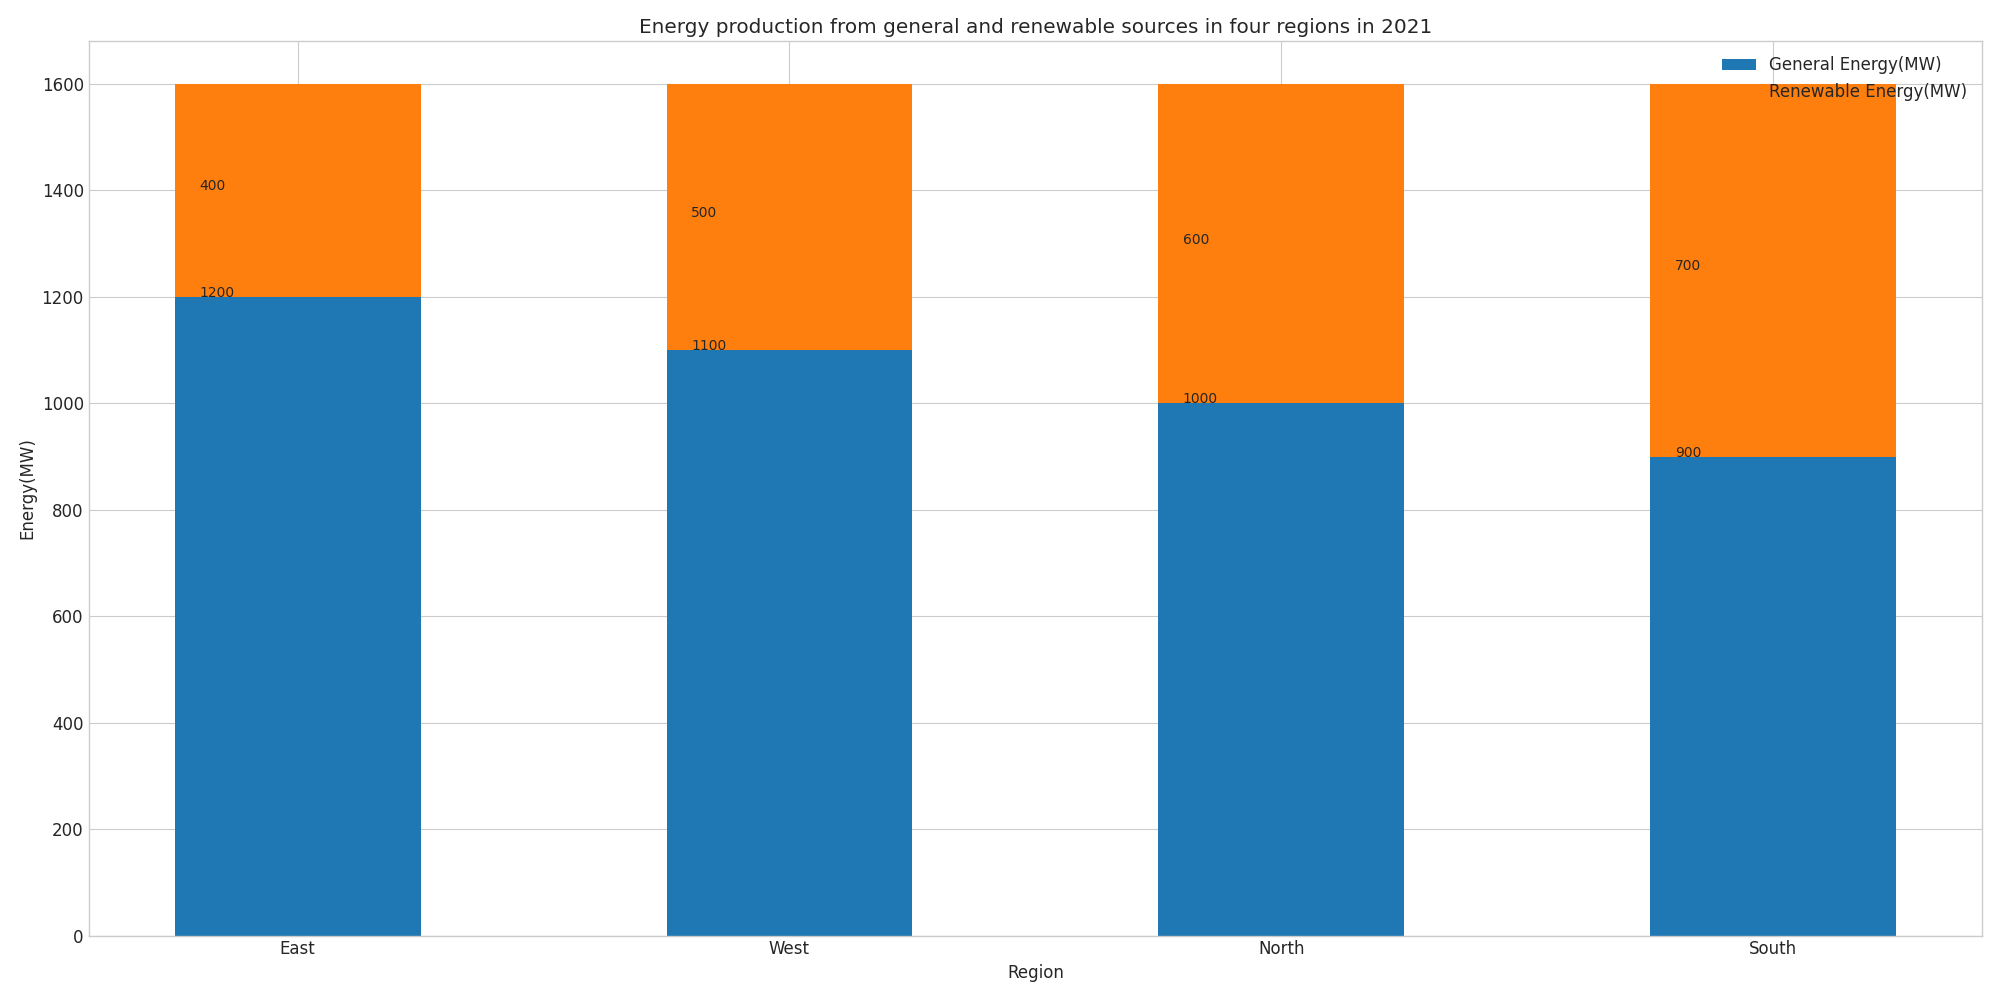 Energy production from general and renewable sources in four regions in 2021
General Energy(MW)
Renewable Energy(MW)
1600
1400
1200
1000
800
600
400
200
0
Energy(MW)
400
500
600
700
1200
1100
1000
900
East West North South
Region